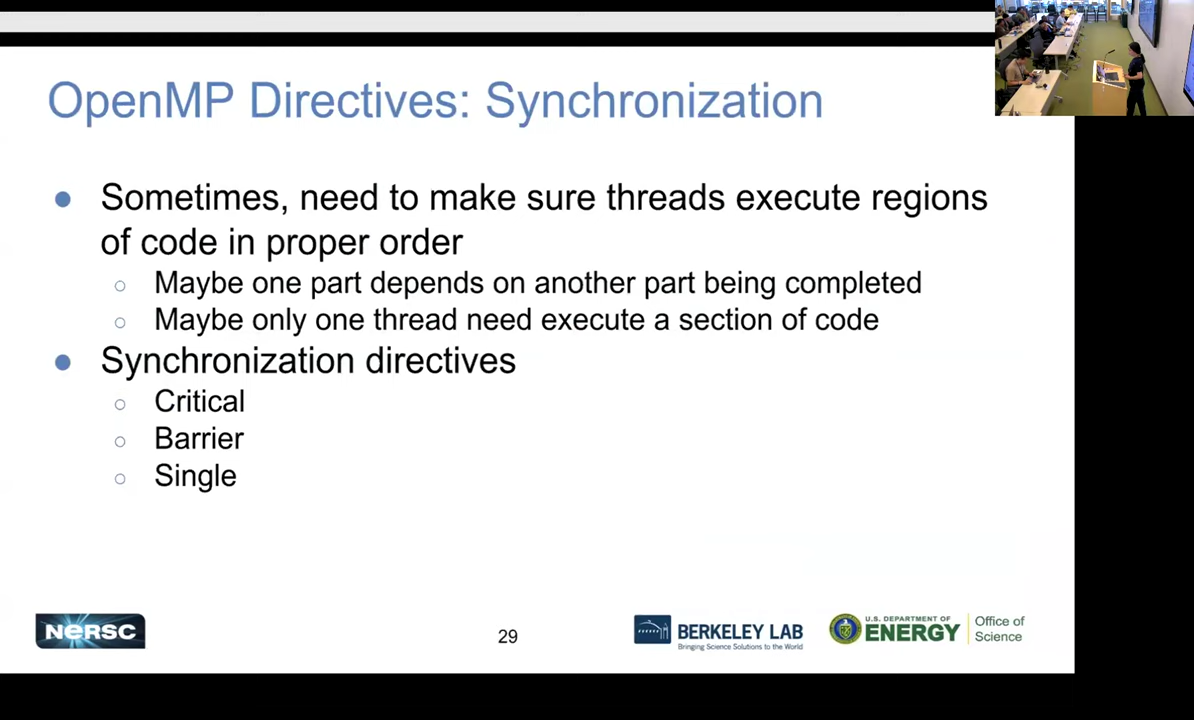 OpenMP Directives: Synchronization
● Sometimes, need to make sure threads execute regions
of code in proper order
○ Maybe one part depends on another part being completed
○ Maybe only one thread need execute a section of code
● Synchronization directives
○ Critical
○ Barrier
○ Single
NERSC
29
BERKELEY LAB
Bringing Science Solutions to the World
U.S. DEPARTMENT OF
ENERGY
Office of
Science